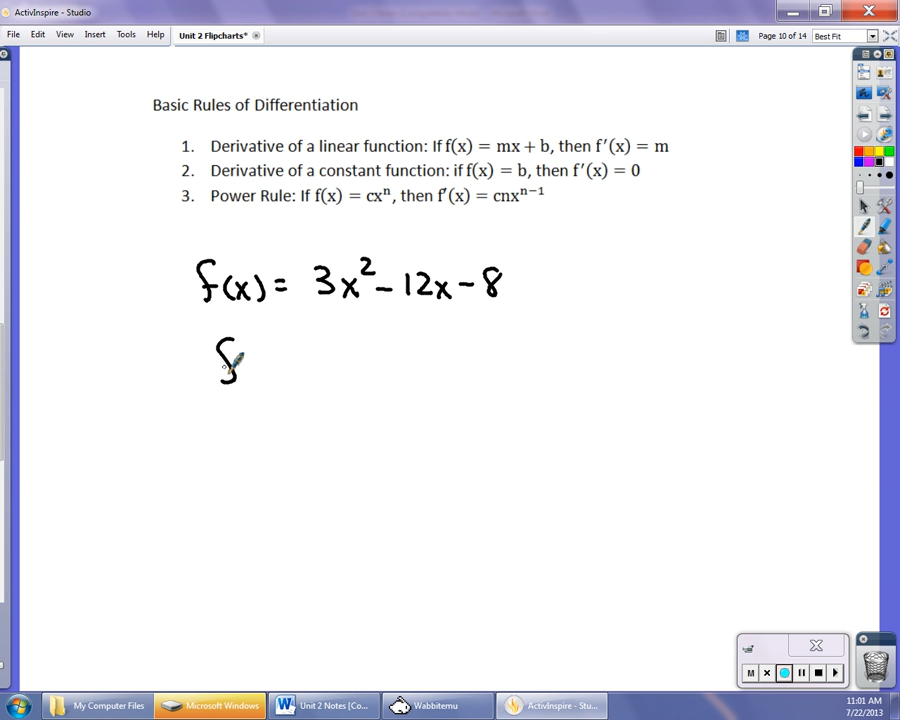 ActivInspire - Studio
File Edit View Insert Tools Help Unit 2 Flipcharts* Page 10 of 14 Best Fit
Basic Rules of Differentiation
1. Derivative of a linear function: If f(x) = mx + b, then f′(x) = m
2. Derivative of a constant function: if f(x) = b, then f′(x) = 0
3. Power Rule: If f(x) = cxⁿ, then f′(x) = cnxⁿ⁻¹
f(x) = 3x² - 12x - 8
f
M
My Computer Files Microsoft Windows Unit 2 Notes [Co... Wabbitemu ActivInspire - Stu... 11:01 AM
7/22/2013